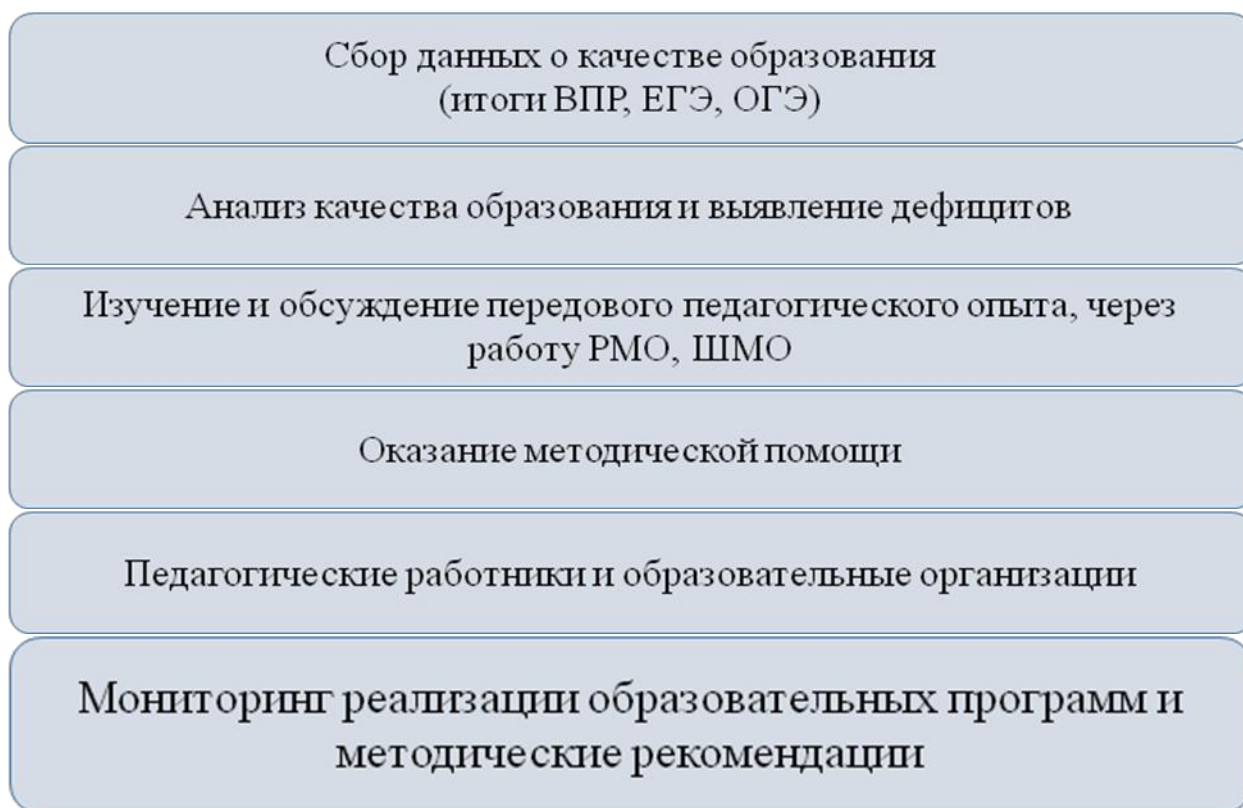 Сбор данных о качестве образования
(итоги ВПР, ЕГЭ, ОГЭ)
Анализ качества образования и выявление дефицитов
Изучение и обсуждение передового педагогического опыта, через
работу РМО, ШМО
Оказание методической помощи
Педагогические работники и образовательные организации
Мониторинг реализации образовательных программ и
методические рекомендации